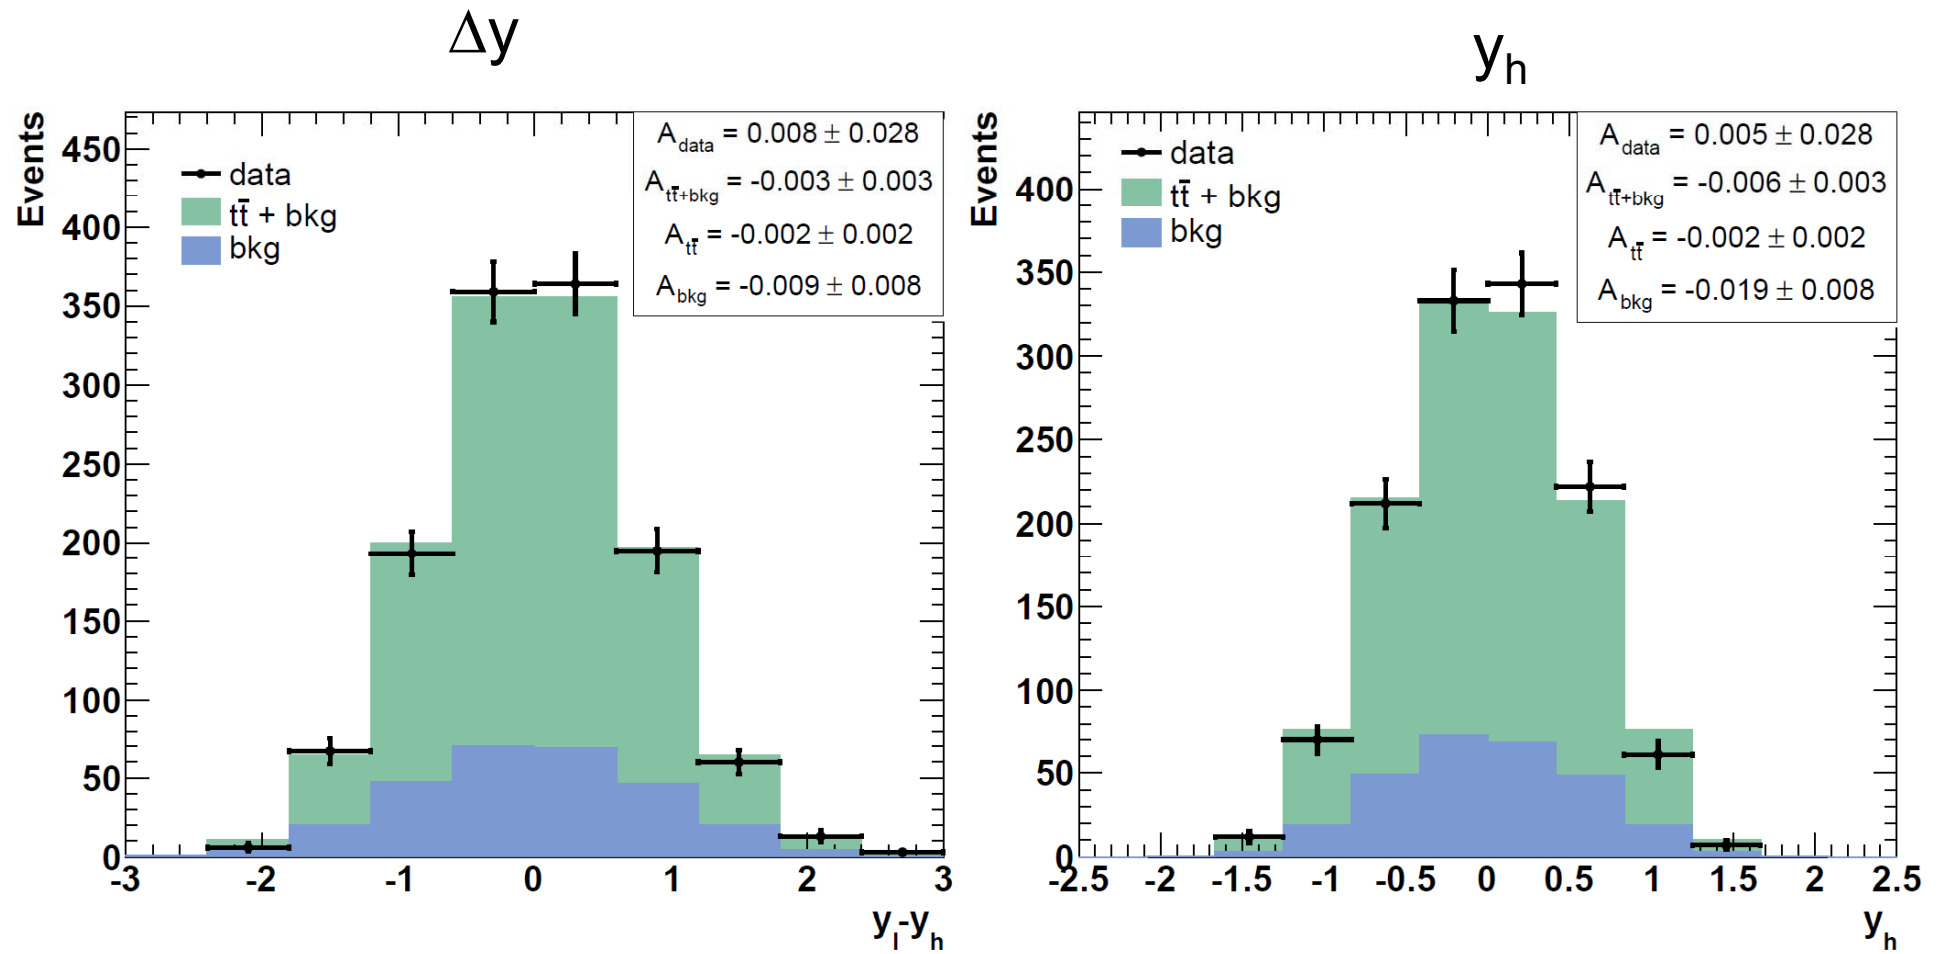 Δy
Events
data
tt̄ + bkg
bkg
A_data = 0.008 ± 0.028
A_tt̄+bkg = -0.003 ± 0.003
A_tt̄ = -0.002 ± 0.002
A_bkg = -0.009 ± 0.008
450
400
350
300
250
200
150
100
50
0
-3 -2 -1 0 1 2 3
y_l-y_h
y_h
Events
data
tt̄ + bkg
bkg
A_data = 0.005 ± 0.028
A_tt̄+bkg = -0.006 ± 0.003
A_tt̄ = -0.002 ± 0.002
A_bkg = -0.019 ± 0.008
400
350
300
250
200
150
100
50
0
-2.5 -2 -1.5 -1 -0.5 0 0.5 1 1.5 2 2.5
y_h